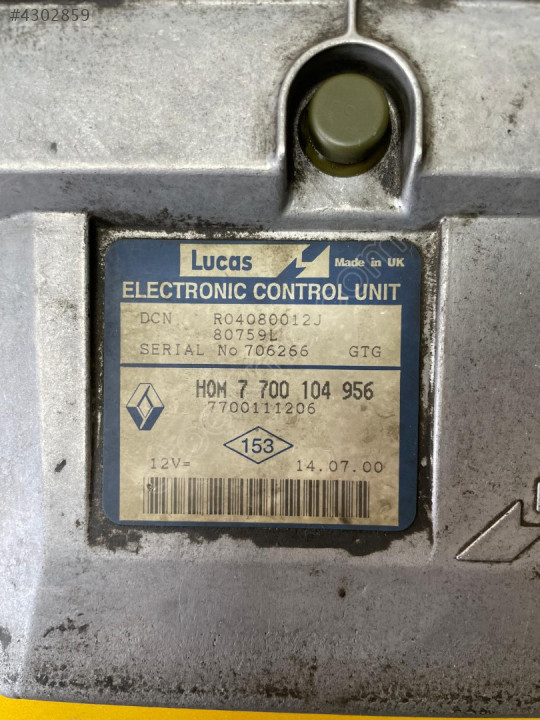 #4302859
Lucas Made in UK
ELECTRONIC CONTROL UNIT
DCN R04080012J
80759L
SERIAL No 706266 GTG
HOM 7 700 104 956
7700111206
153
12V= 14.07.00